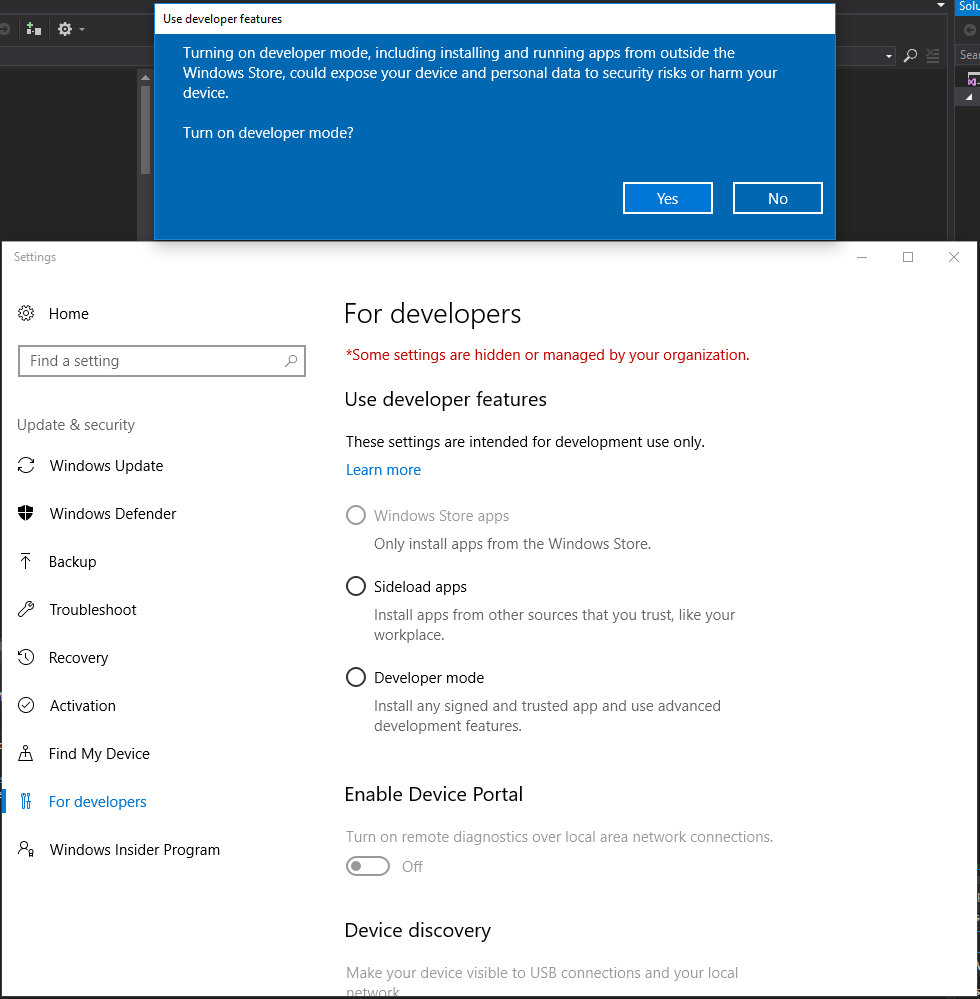 Use developer features
Turning on developer mode, including installing and running apps from outside the
Windows Store, could expose your device and personal data to security risks or harm your
device.
Turn on developer mode?
Yes
No
Solu
Sear
Settings
Home
Find a setting
Update & security
Windows Update
Windows Defender
Backup
Troubleshoot
Recovery
Activation
Find My Device
For developers
Windows Insider Program
For developers
*Some settings are hidden or managed by your organization.
Use developer features
These settings are intended for development use only.
Learn more
Windows Store apps
Only install apps from the Windows Store.
Sideload apps
Install apps from other sources that you trust, like your
workplace.
Developer mode
Install any signed and trusted app and use advanced
development features.
Enable Device Portal
Turn on remote diagnostics over local area network connections.
Off
Device discovery
Make your device visible to USB connections and your local
network.